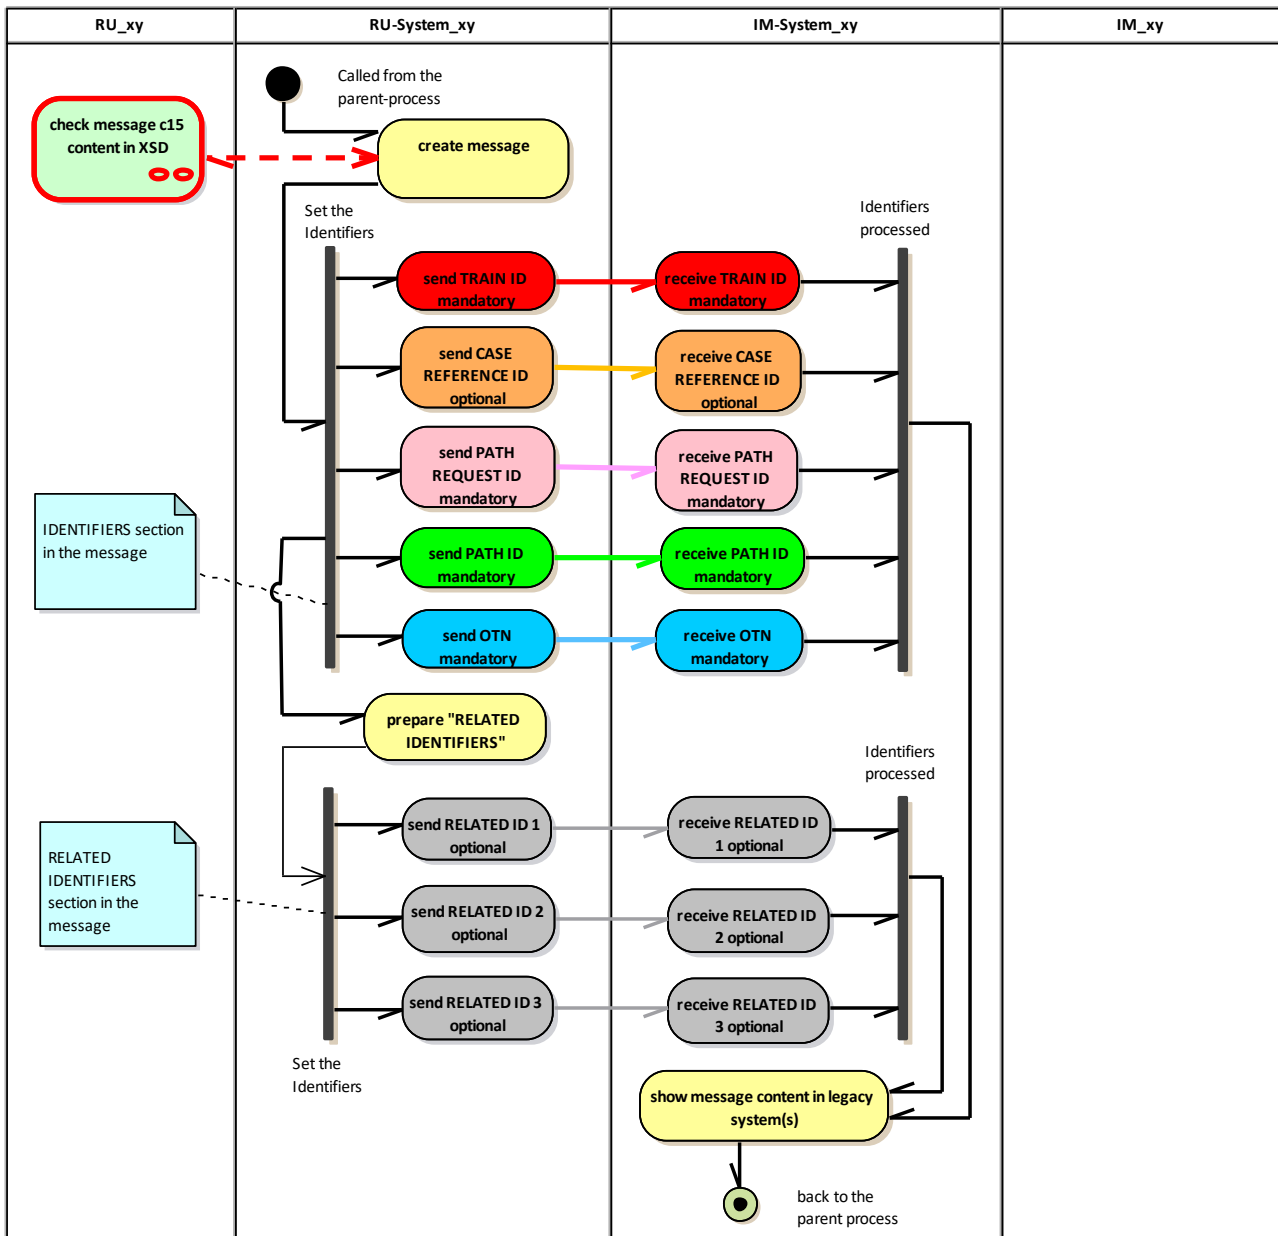 RU_xy
RU-System_xy
IM-System_xy
IM_xy
Called from the
parent-process
check message c15
content in XSD
create message
Set the
Identifiers
Identifiers
processed
send TRAIN ID
mandatory
receive TRAIN ID
mandatory
send CASE
REFERENCE ID
optional
receive CASE
REFERENCE ID
optional
send PATH
REQUEST ID
mandatory
receive PATH
REQUEST ID
mandatory
IDENTIFIERS section
in the message
send PATH ID
mandatory
receive PATH ID
mandatory
send OTN
mandatory
receive OTN
mandatory
prepare "RELATED
IDENTIFIERS"
Identifiers
processed
send RELATED ID 1
optional
receive RELATED ID
1 optional
RELATED
IDENTIFIERS
section in the
message
send RELATED ID 2
optional
receive RELATED ID
2 optional
send RELATED ID 3
optional
receive RELATED ID
3 optional
Set the
Identifiers
show message content in legacy
system(s)
back to the
parent process